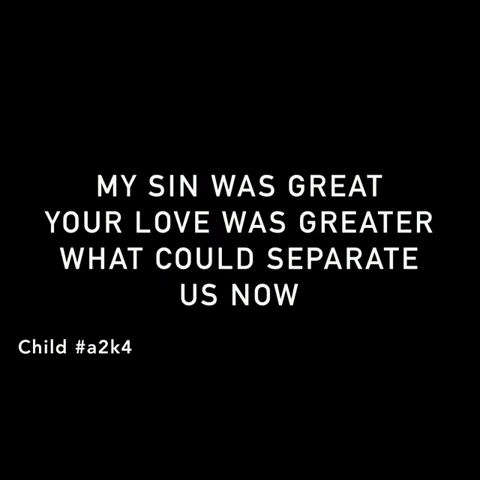 MY SIN WAS GREAT
YOUR LOVE WAS GREATER
WHAT COULD SEPARATE
US NOW
Child #a2k4